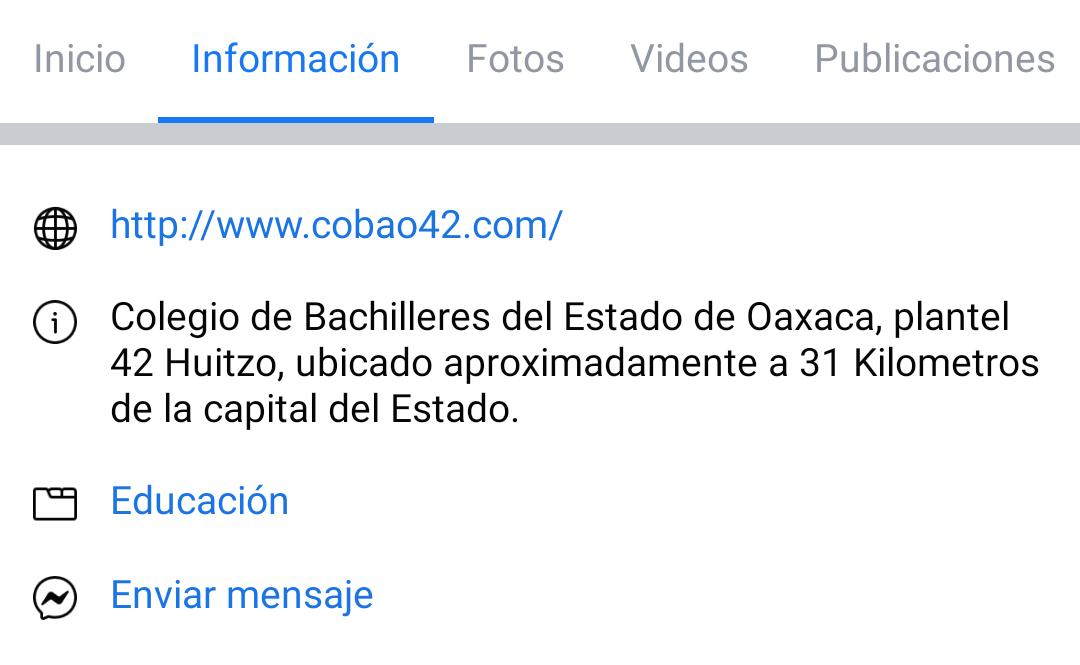 Inicio Información Fotos Videos Publicaciones
http://www.cobao42.com/
Colegio de Bachilleres del Estado de Oaxaca, plantel
42 Huitzo, ubicado aproximadamente a 31 Kilometros
de la capital del Estado.
Educación
Enviar mensaje